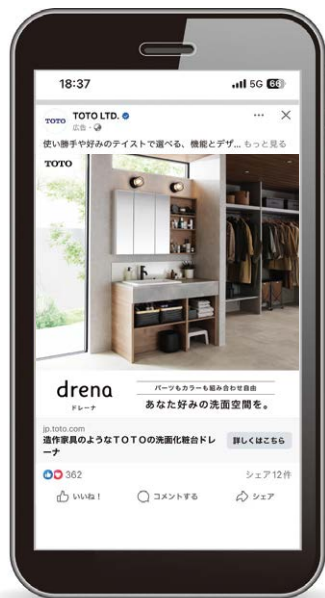 18:37
5G 66
TOTO
TOTO LTD.
広告・
使い勝手や好みのテイストで選べる、機能とデザ... もっと見る
TOTO
drena
ドレーナ
パーツもカラーも組み合わせ自由
あなた好みの洗面空間を。
jp.toto.com
造作家具のようなTOTOの洗面化粧台ドレ
ーナ
詳しくはこちら
362
シェア12件
いいね！
コメントする
シェア